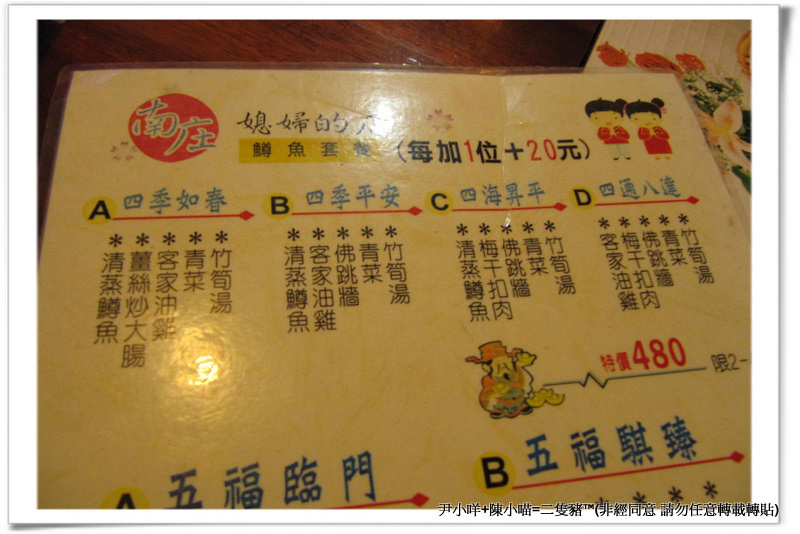 南庄
媳婦的
鱒魚套餐 (每加1位+20元)
A 四季如春
*竹筍湯
*青菜
*客家油雞
*薑絲炒大腸
*清蒸鱒魚
B 四季平安
*竹筍湯
*青菜
*佛跳牆
*客家油雞
*清蒸鱒魚
C 四海昇平
*竹筍湯
*青菜
*佛跳牆
*梅干扣肉
*清蒸鱒魚
D 四通八達
*竹筍湯
*青菜
*佛跳牆
*梅干扣肉
*客家油雞
特價480 限2-
A 五福臨門
B 五福騏臻
* * * * * *
尹小咩+陳小喵=二隻豬™(非經同意 請勿任意轉載轉貼)